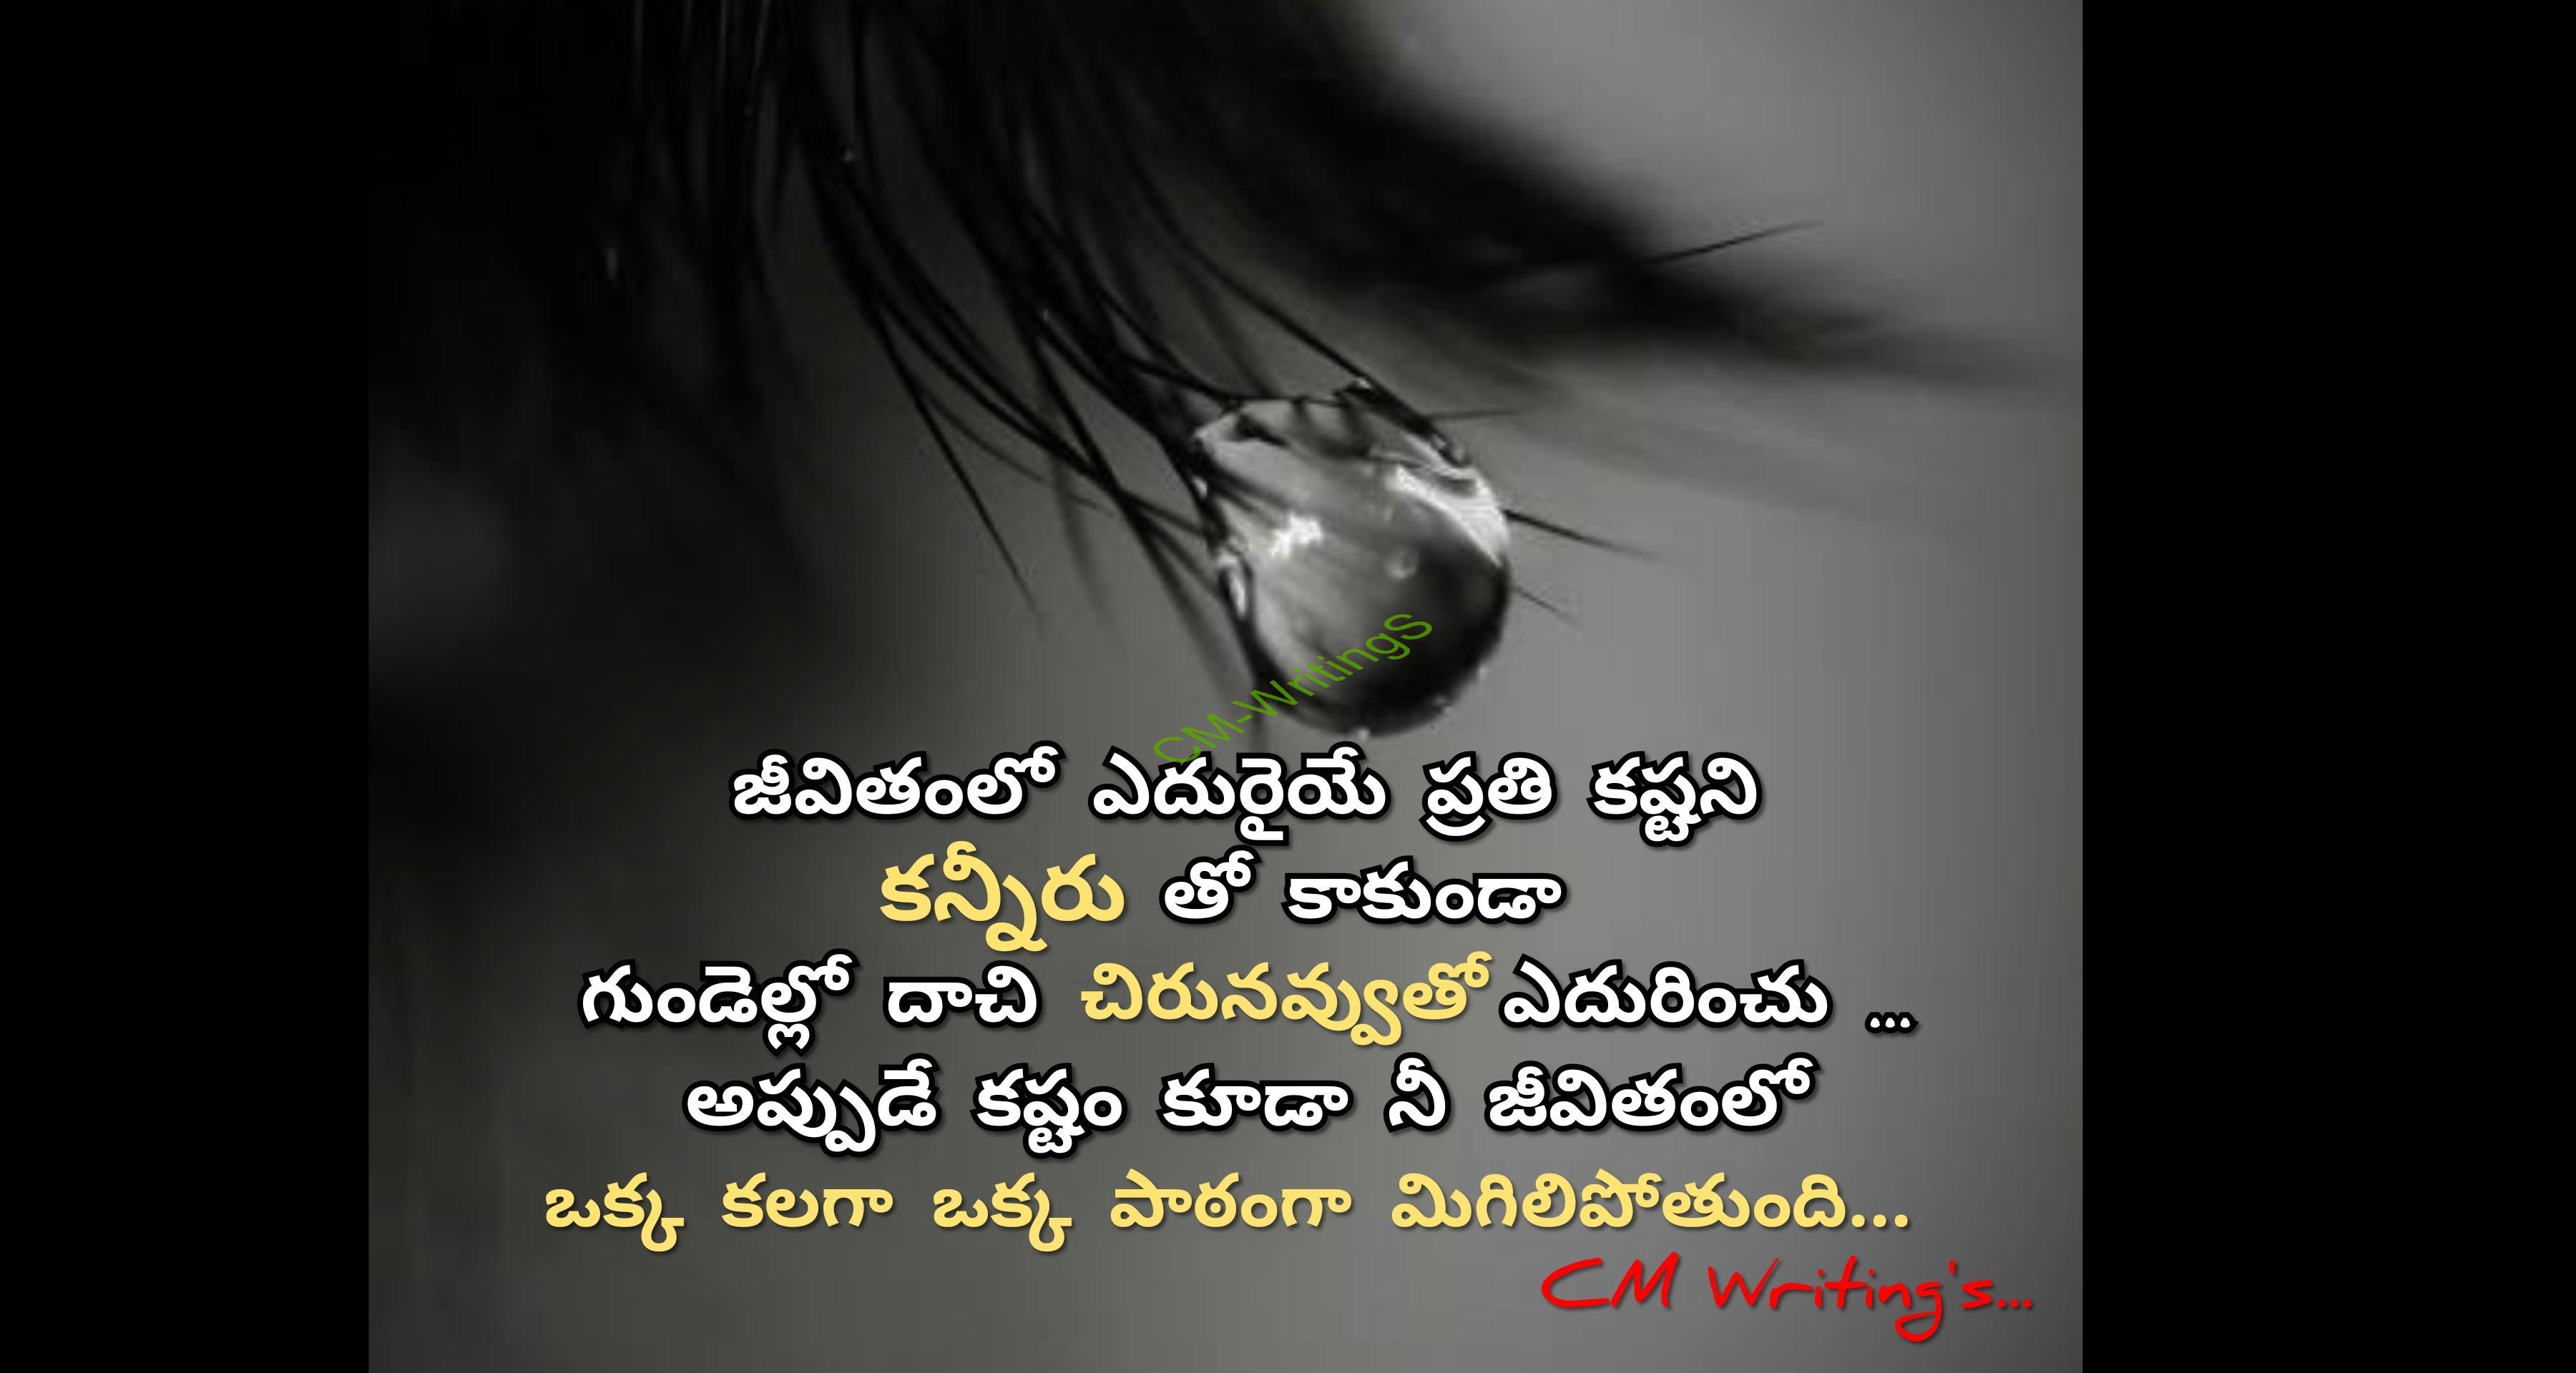 CM-WritingS
జీవితంలో ఎదురైయే ప్రతి కష్టని
కన్నీరు తో కాకుండా
గుండెల్లో దాచి చిరునవ్వుతో ఎదురించు ...
అప్పుడే కష్టం కూడా నీ జీవితంలో
ఒక్క కలగా ఒక్క పాఠంగా మిగిలిపోతుంది...
CM Writing's...